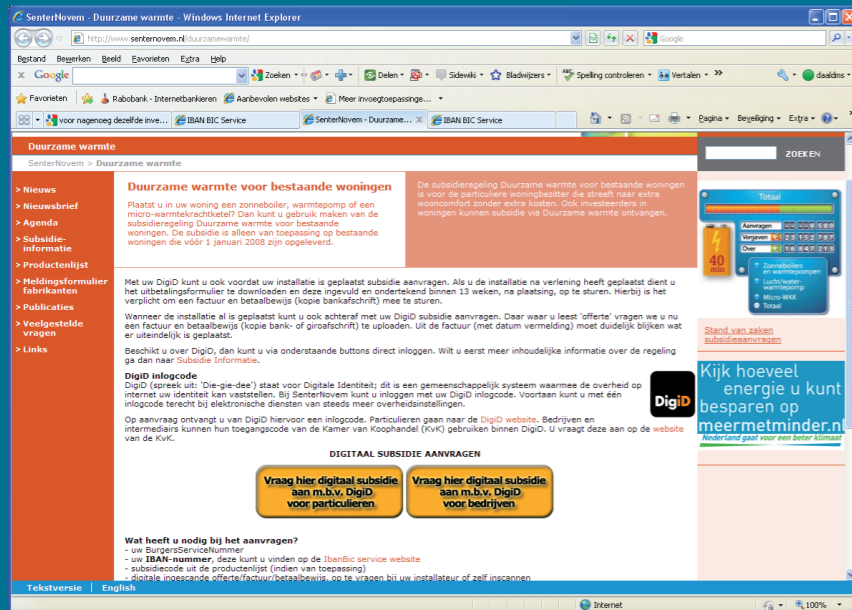 SenterNovem - Duurzame warmte - Windows Internet Explorer
http://www.senternovem.nl/duurzamewarmte/
Google
Bestand Bewerken Beeld Favorieten Extra Help
x Google Zoeken Delen Sidewiki Bladwijzers Spelling controleren Vertalen » daaldms
Favorieten Rabobank - Internetbankieren Aanbevolen websites Meer invoegtoepassinge...
voor nagenoeg dezelfde inve... IBAN BIC Service SenterNovem - Duurzame... X IBAN BIC Service Pagina Beveiliging Extra »
Duurzame warmte
ZOEKEN
SenterNovem > Duurzame warmte
> Nieuws
> Nieuwsbrief
> Agenda
> Subsidie-
informatie
> Productenlijst
> Meldingsformulier
fabrikanten
> Publicaties
> Veelgestelde
vragen
> Links
Duurzame warmte voor bestaande woningen
Plaatst u in uw woning een zonneboiler, warmtepomp of een
micro-warmtekrachtketel? Dan kunt u gebruik maken van de
subsidieregeling Duurzame warmte voor bestaande
woningen. De subsidie is alleen van toepassing op bestaande
woningen die vóór 1 januari 2008 zijn opgeleverd.
De subsidieregeling Duurzame warmte voor bestaande woningen
is voor de particuliere woningbezitter die streeft naar extra
wooncomfort zonder extra kosten. Ook investeerders in
woningen kunnen subsidie via Duurzame warmte ontvangen.
Met uw DigiD kunt u ook voordat uw installatie is geplaatst subsidie aanvragen. Als u de installatie na verlening heeft geplaatst dient u
het uitbetalingsformulier te downloaden en deze ingevuld en ondertekend binnen 13 weken, na plaatsing, op te sturen. Hierbij is het
verplicht om een factuur en betaalbewijs (kopie bankafschrift) mee te sturen.
Wanneer de installatie al is geplaatst kunt u ook achteraf met uw DigiD subsidie aanvragen. Daar waar u leest 'offerte' vragen we u nu
een factuur en betaalbewijs (kopie bank- of giroafschrift) te uploaden. Uit de factuur (met datum vermelding) moet duidelijk blijken wat
er uiteindelijk is geplaatst.
Beschikt u over DigiD, dan kunt u via onderstaande buttons direct inloggen. Wilt u eerst meer inhoudelijke informatie over de regeling
ga dan naar Subsidie Informatie.
DigiD inlogcode
DigiD (spreek uit: 'Die-gie-dee') staat voor Digitale Identiteit; dit is een gemeenschappelijk systeem waarmee de overheid op
internet uw identiteit kan vaststellen. Bij SenterNovem kunt u inloggen met uw DigiD inlogcode. Voortaan kunt u met één
inlogcode terecht bij elektronische diensten van steeds meer overheidsinstellingen.
DigiD
Op aanvraag ontvangt u van DigiD hiervoor een inlogcode. Particulieren gaan naar de DigiD website. Bedrijven en
intermediairs kunnen hun toegangscode van de Kamer van Koophandel (KvK) gebruiken binnen DigiD. U vraagt deze aan op de website
van de KvK.
DIGITAAL SUBSIDIE AANVRAGEN
Vraag hier digitaal subsidie
aan m.b.v. DigiD
voor particulieren
Vraag hier digitaal subsidie
aan m.b.v. DigiD
voor bedrijven
Wat heeft u nodig bij het aanvragen?
- uw BurgersServiceNummer
- uw IBAN-nummer, deze kunt u vinden op de IbanBic service website
- subsidiecode uit de productenlijst (indien van toepassing)
- digitale ingescande offerte/factuur/betaalbewijs, op te vragen bij uw installateur of zelf inscannen
Totaal
Aanvragen
Vergeven
Over
40
min
Zonneboilers
en warmtepompen
Lucht/water-
warmtepomp
Micro-WKK
Totaal
Stand van zaken
subsidieaanvragen
Kijk hoeveel
energie u kunt
besparen op
meermetminder.nl
Nederland gaat voor een beter klimaat
Tekstversie | English
Internet 100%